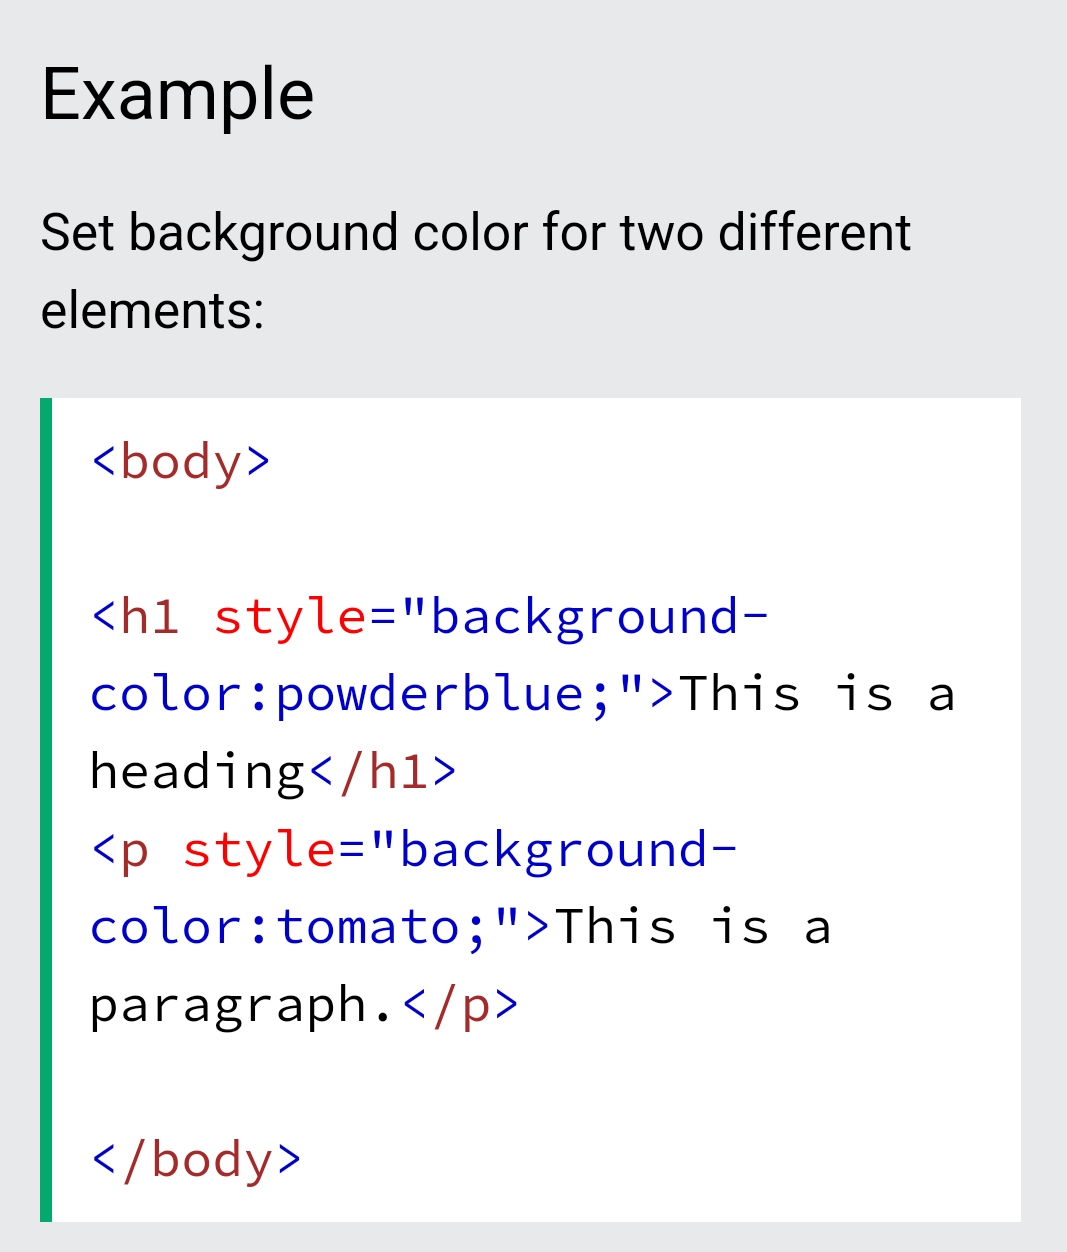 Example
Set background color for two different
elements:
<body>
<h1 style="background-
color:powderblue;">This is a
heading</h1>
<p style="background-
color:tomato;">This is a
paragraph.</p>
</body>